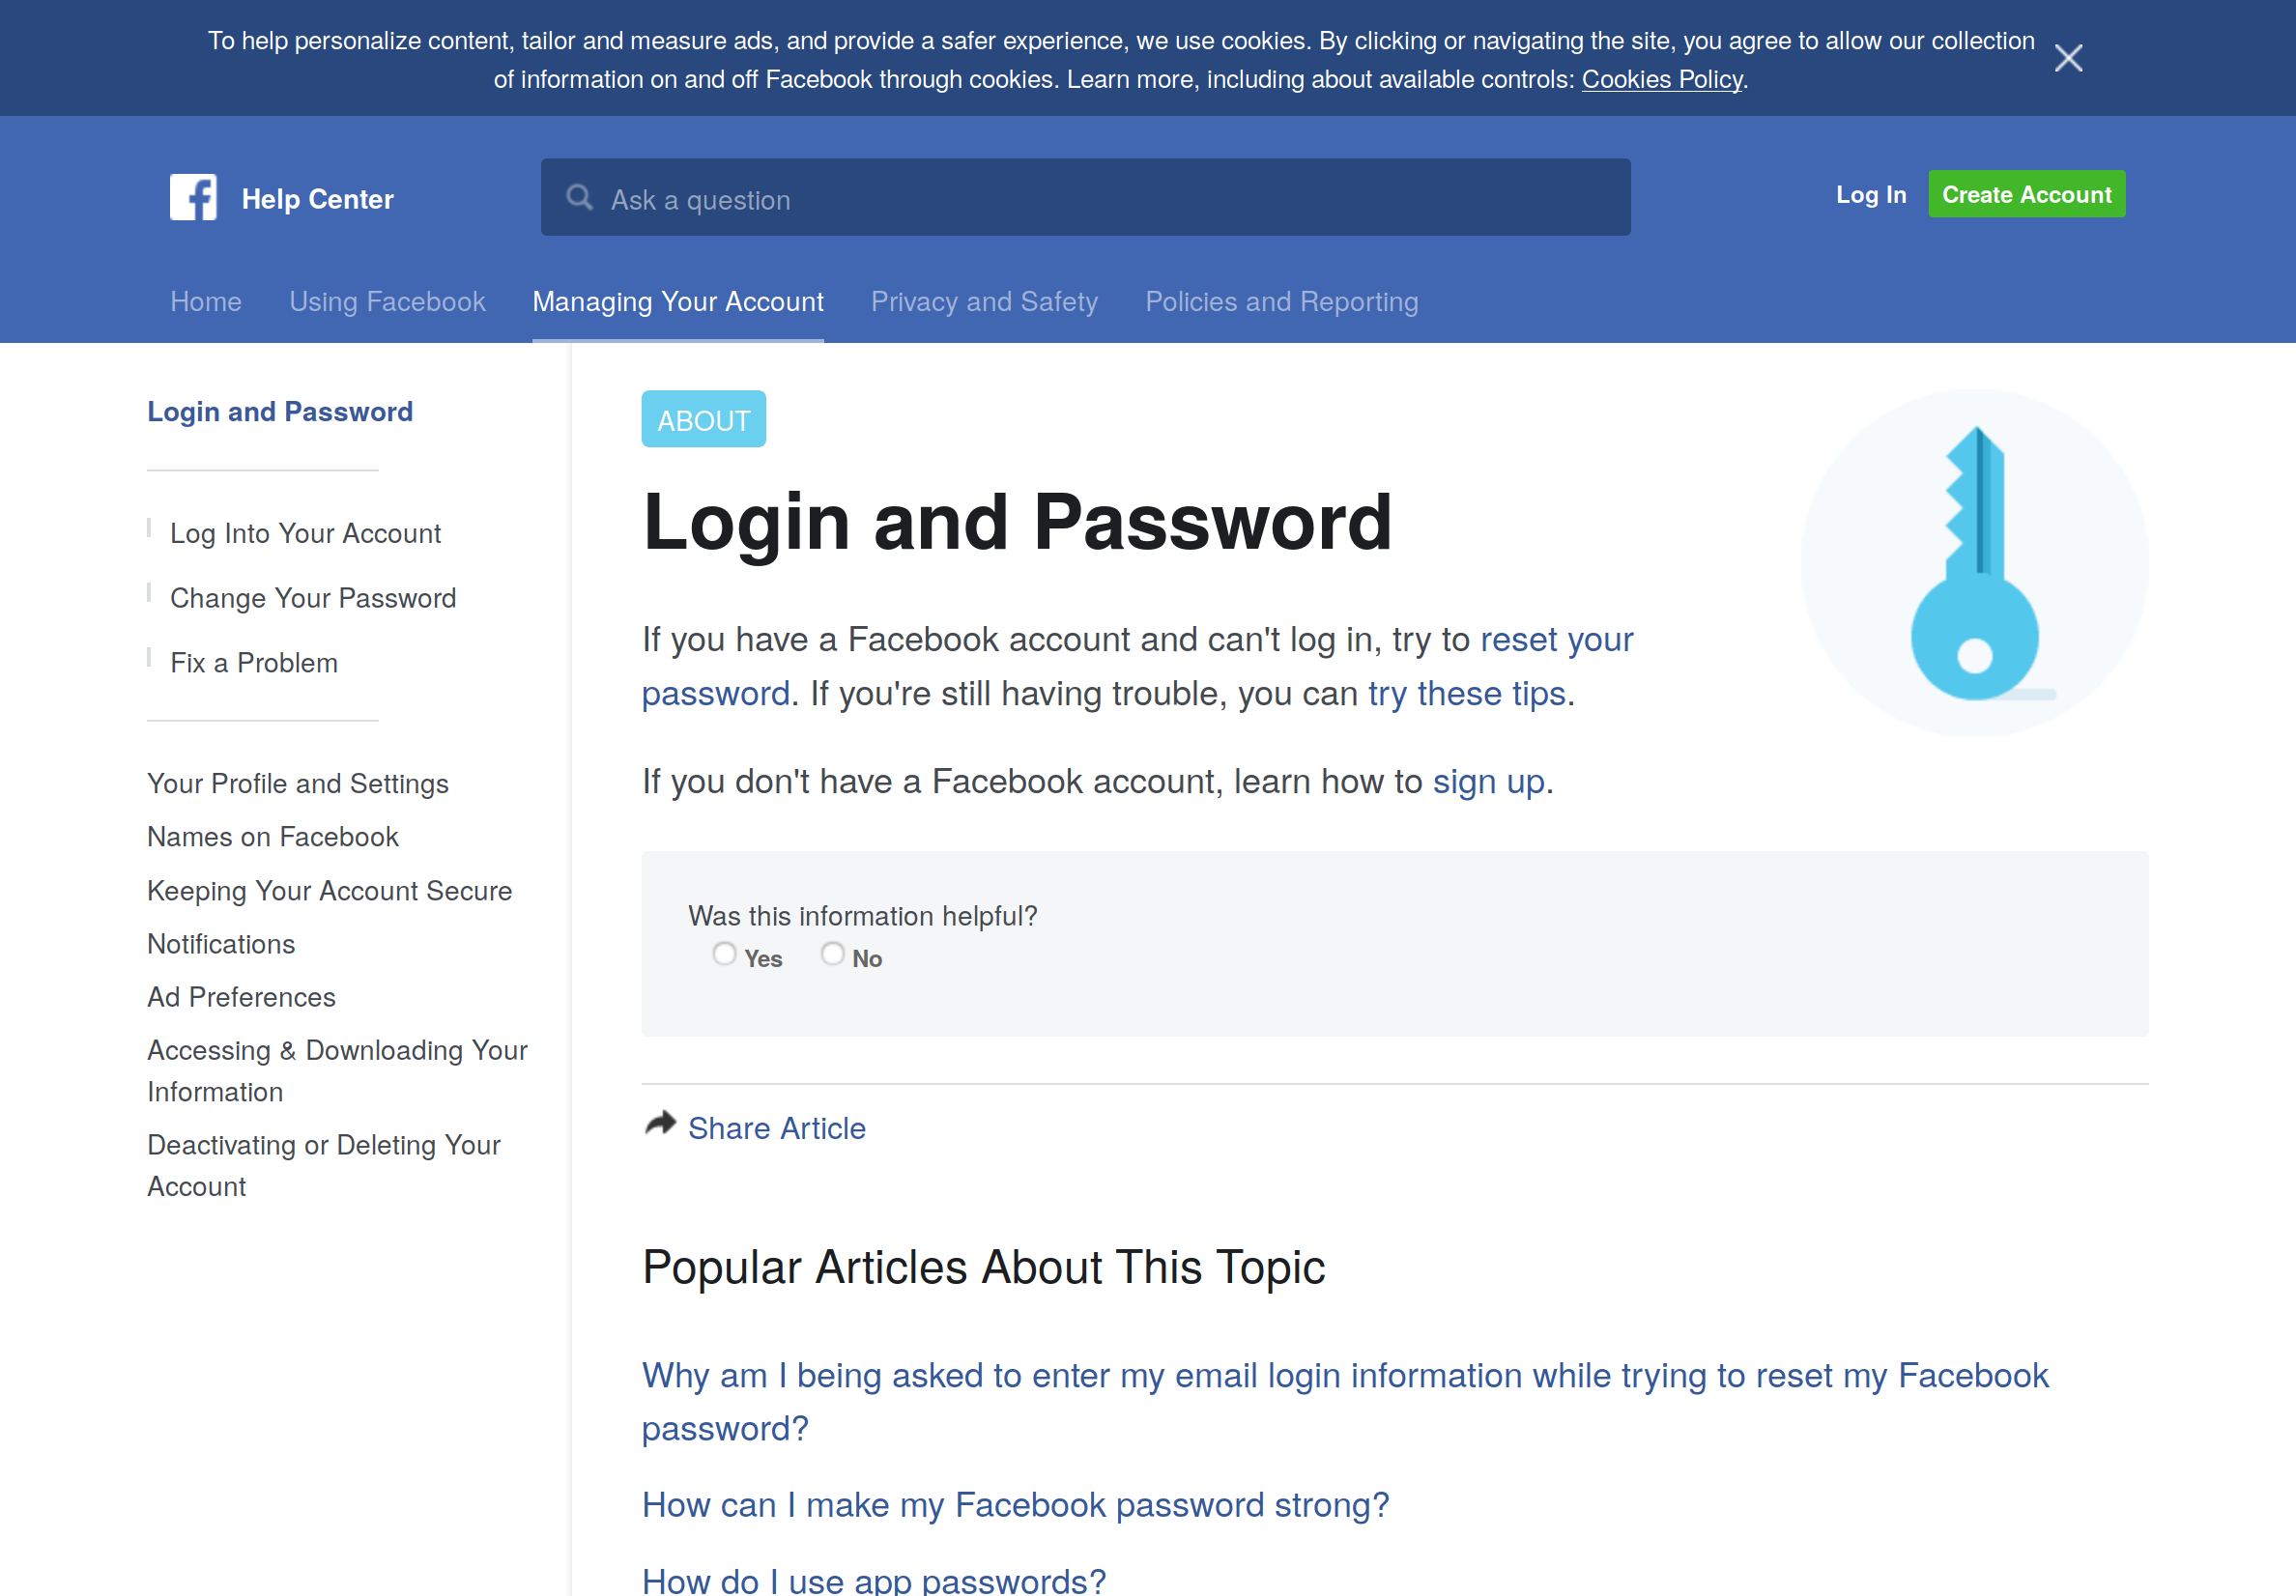 To help personalize content, tailor and measure ads, and provide a safer experience, we use cookies. By clicking or navigating the site, you agree to allow our collection
of information on and off Facebook through cookies. Learn more, including about available controls: Cookies Policy.
Help Center
Ask a question
Log In
Create Account
Home
Using Facebook
Managing Your Account
Privacy and Safety
Policies and Reporting
Login and Password
Log Into Your Account
Change Your Password
Fix a Problem
Your Profile and Settings
Names on Facebook
Keeping Your Account Secure
Notifications
Ad Preferences
Accessing & Downloading Your
Information
Deactivating or Deleting Your
Account
ABOUT
Login and Password
If you have a Facebook account and can't log in, try to reset your
password. If you're still having trouble, you can try these tips.
If you don't have a Facebook account, learn how to sign up.
Was this information helpful?
Yes
No
Share Article
Popular Articles About This Topic
Why am I being asked to enter my email login information while trying to reset my Facebook
password?
How can I make my Facebook password strong?
How do I use app passwords?